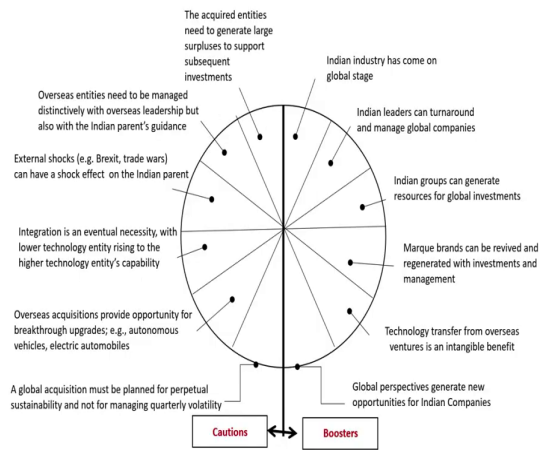 The acquired entities
need to generate large
surpluses to support
subsequent
investments
Indian industry has come on
global stage
Overseas entities need to be managed
distinctively with overseas leadership but
also with the Indian parent's guidance
Indian leaders can turnaround
and manage global companies
External shocks (e.g. Brexit, trade wars)
can have a shock effect on the Indian parent
Indian groups can generate
resources for global investments
Integration is an eventual necessity, with
lower technology entity rising to the
higher technology entity's capability
Marque brands can be revived and
regenerated with investments and
management
Overseas acquisitions provide opportunity for
breakthrough upgrades; e.g., autonomous
vehicles, electric automobiles
Technology transfer from overseas
ventures is an intangible benefit
A global acquisition must be planned for perpetual
sustainability and not for managing quarterly volatility
Global perspectives generate new
opportunities for Indian Companies
Cautions
Boosters